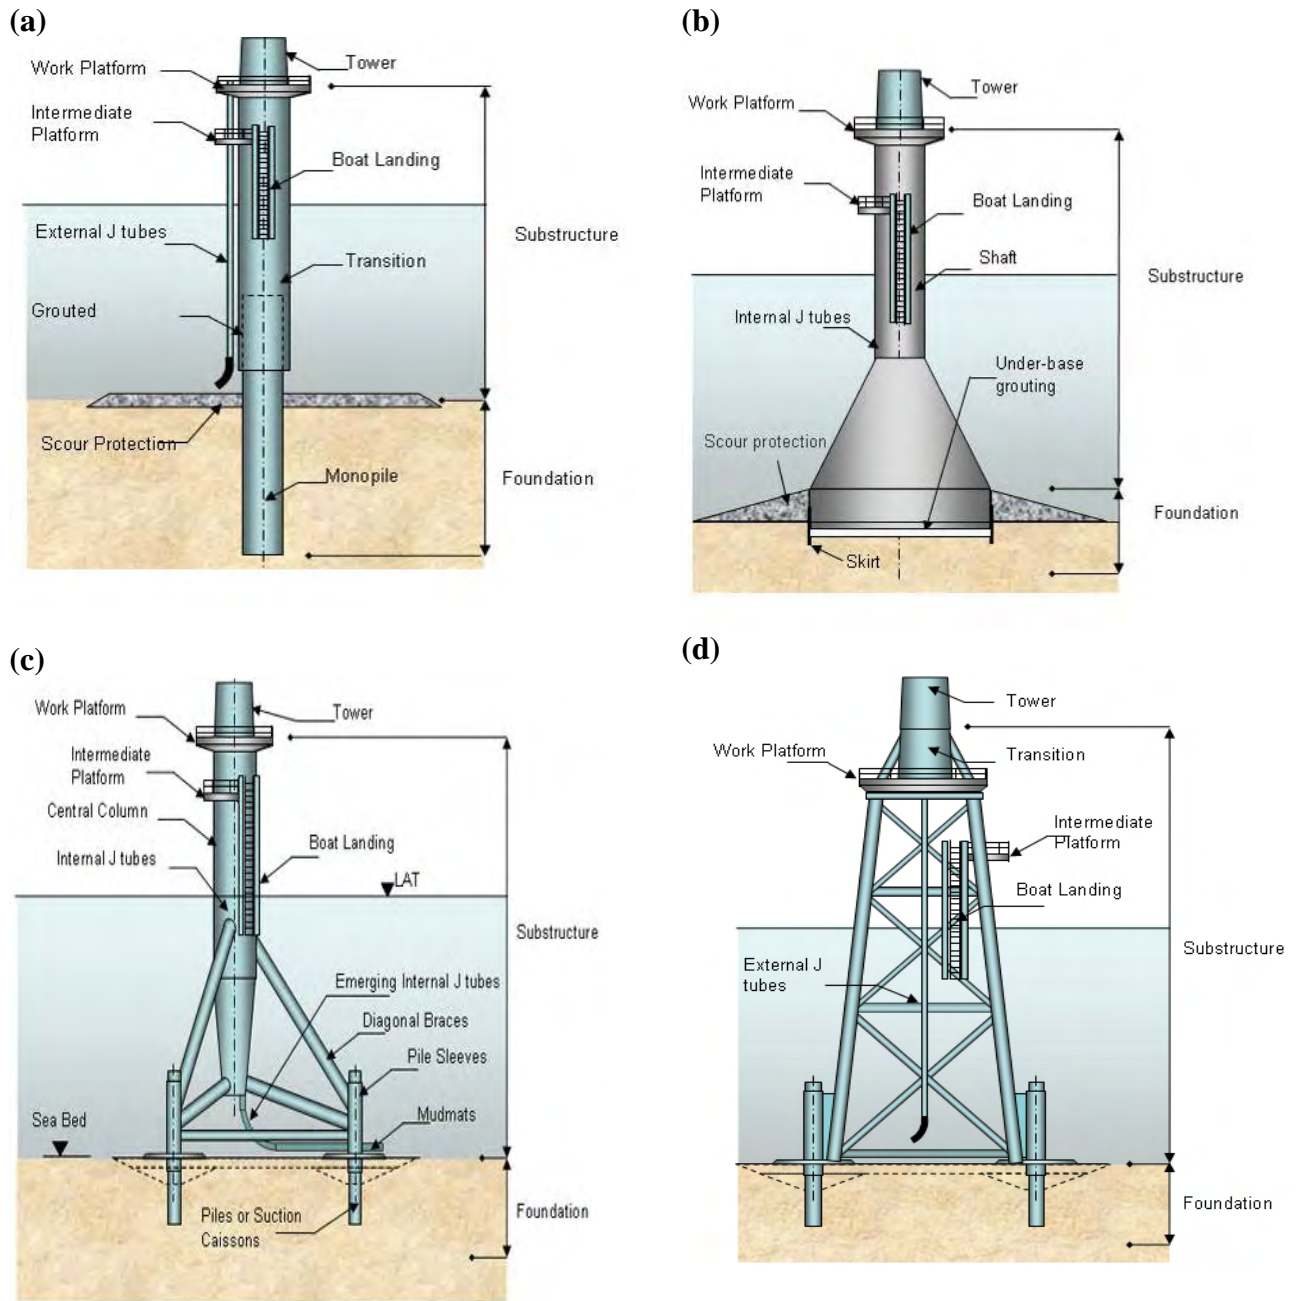 (a)
Tower
Work Platform
Intermediate
Platform
Boat Landing
External J tubes
Substructure
Transition
Grouted
Scour Protection
Monopile
Foundation
(b)
Tower
Work Platform
Intermediate
Platform
Boat Landing
Shaft
Substructure
Internal J tubes
Under-base
grouting
Scour protection
Foundation
Skirt
(c)
Work Platform
Tower
Intermediate
Platform
Central Column
Boat Landing
Internal J tubes
LAT
Substructure
Emerging Internal J tubes
Diagonal Braces
Pile Sleeves
Mudmats
Sea Bed
Piles or Suction
Caissons
Foundation
(d)
Tower
Work Platform
Transition
Intermediate
Platform
Boat Landing
External J
tubes
Substructure
Foundation